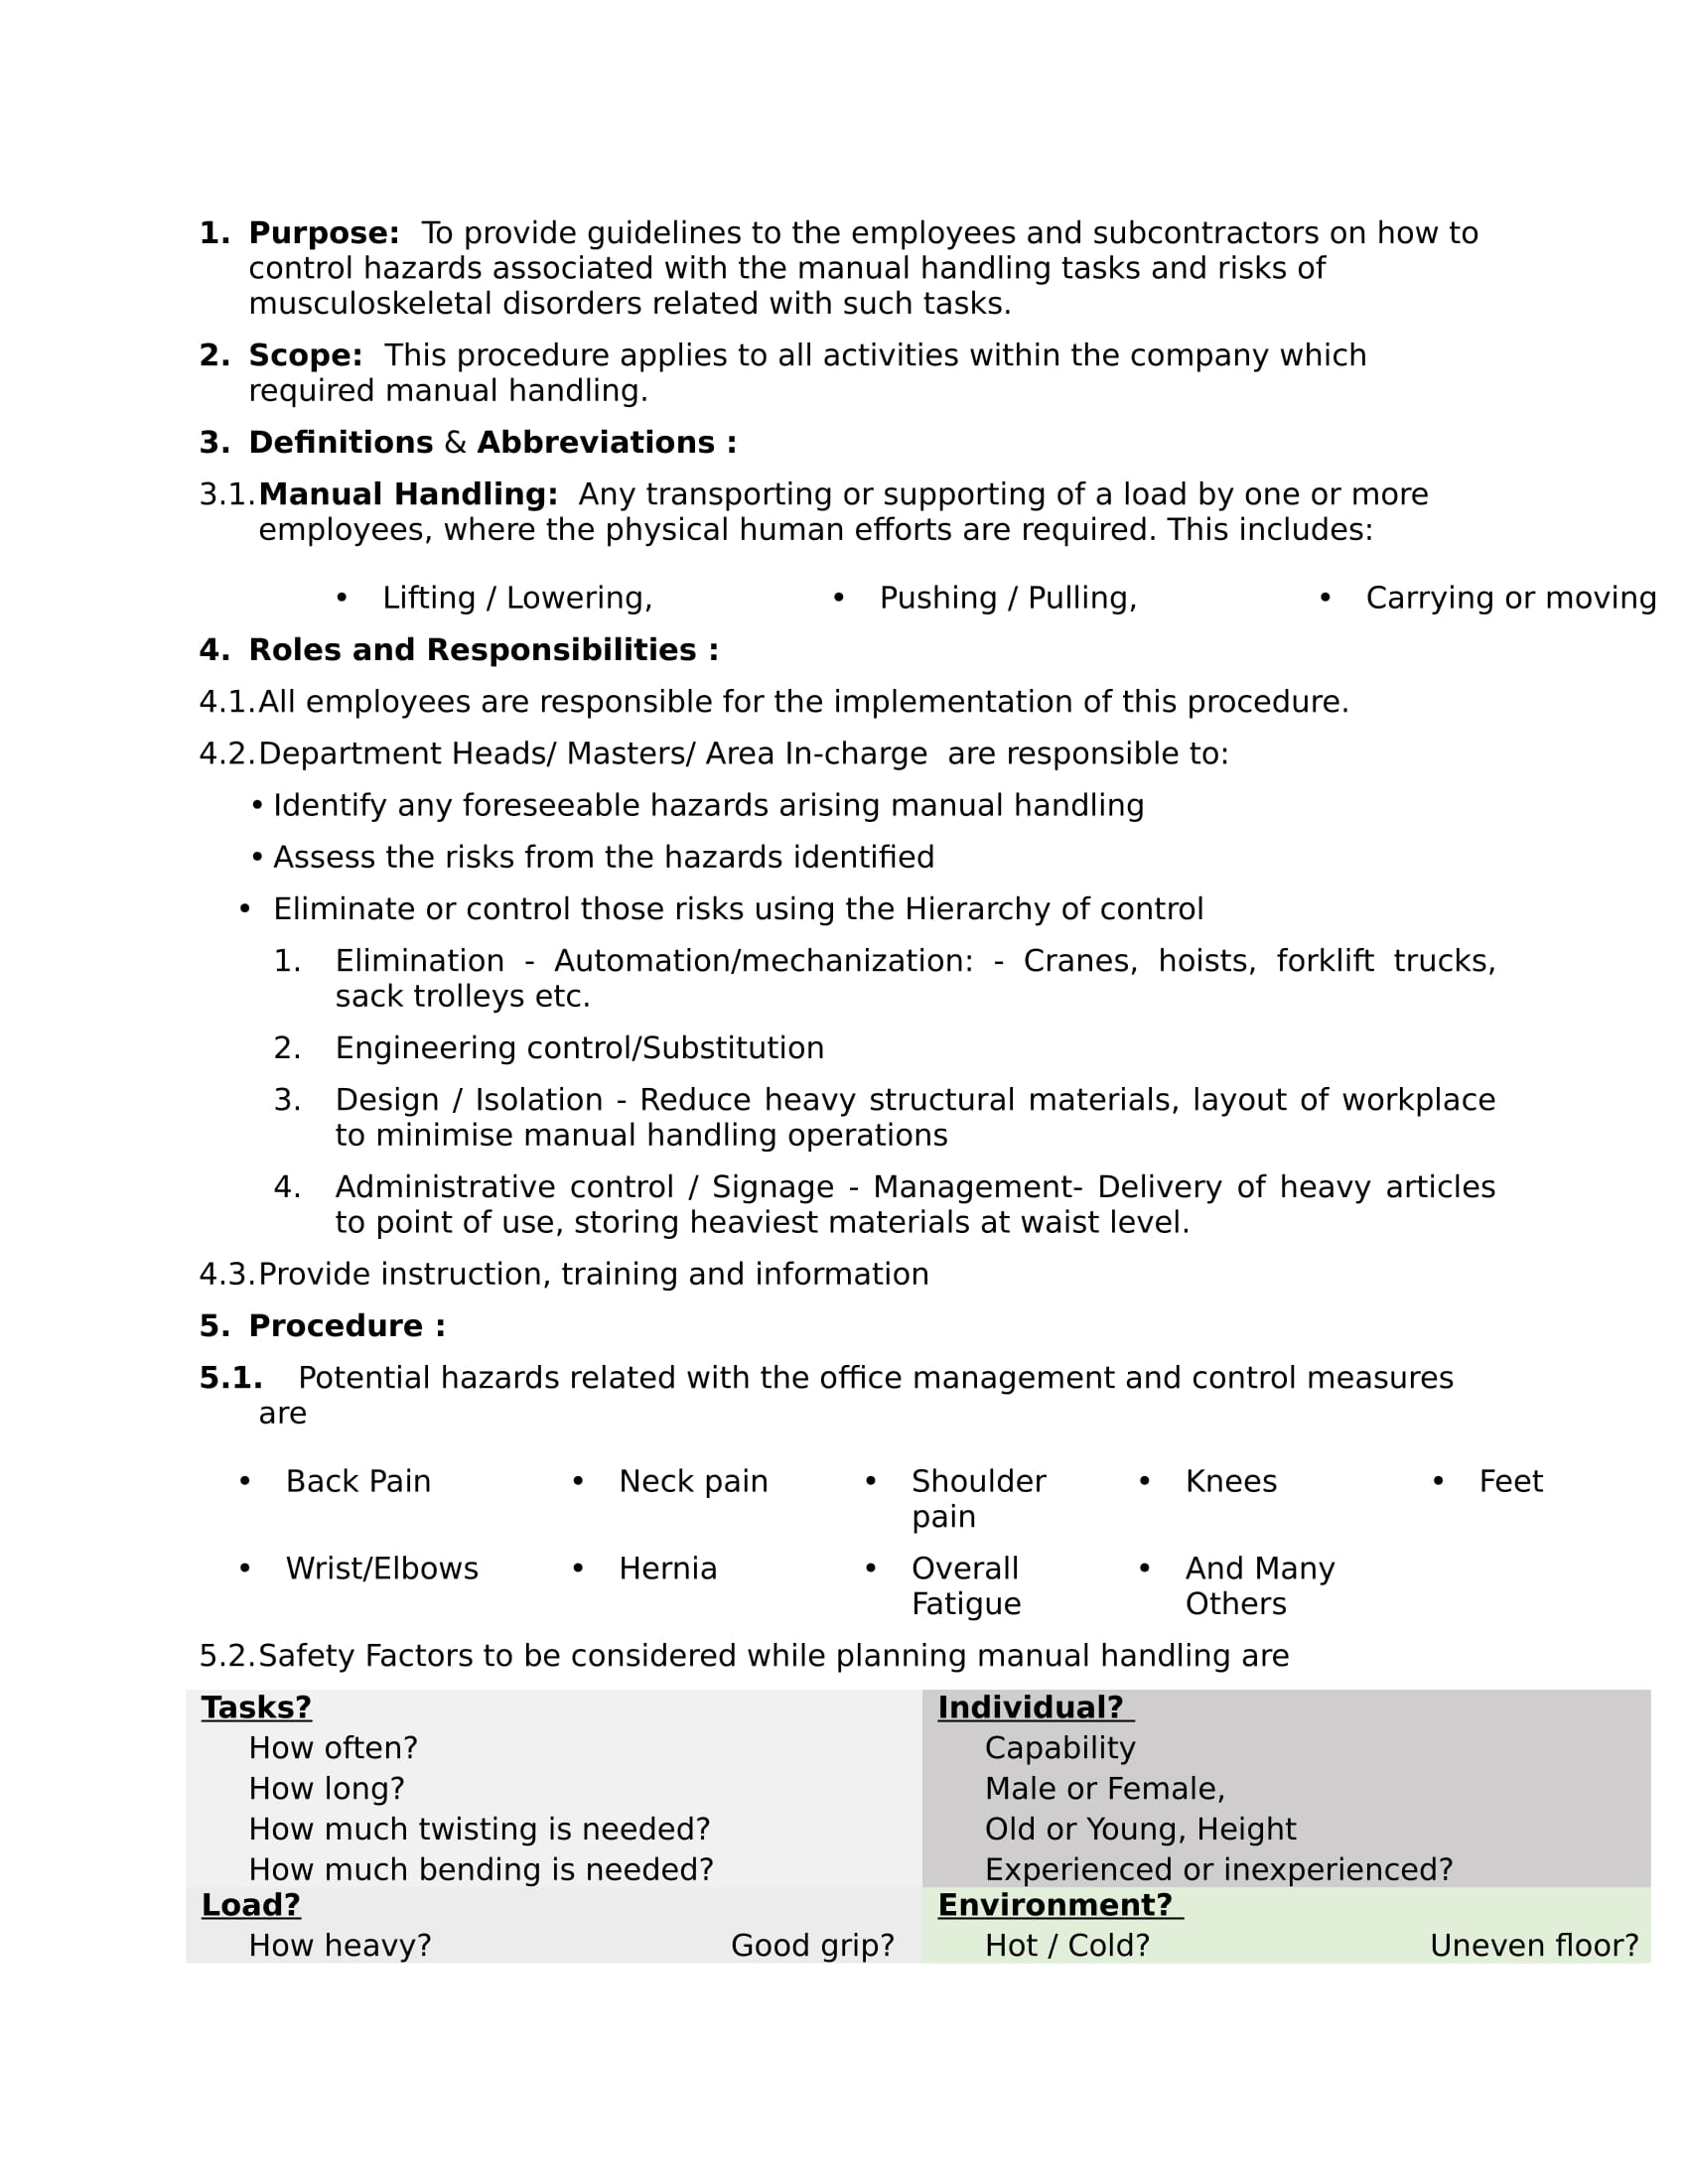 1. Purpose: To provide guidelines to the employees and subcontractors on how to
control hazards associated with the manual handling tasks and risks of
musculoskeletal disorders related with such tasks.
2. Scope: This procedure applies to all activities within the company which
required manual handling.
3. Definitions & Abbreviations :
3.1. Manual Handling: Any transporting or supporting of a load by one or more
employees, where the physical human efforts are required. This includes:
• Lifting / Lowering, • Pushing / Pulling, • Carrying or moving
4. Roles and Responsibilities :
4.1. All employees are responsible for the implementation of this procedure.
4.2. Department Heads/ Masters/ Area In-charge are responsible to:
• Identify any foreseeable hazards arising manual handling
• Assess the risks from the hazards identified
• Eliminate or control those risks using the Hierarchy of control
1. Elimination - Automation/mechanization: - Cranes, hoists, forklift trucks,
sack trolleys etc.
2. Engineering control/Substitution
3. Design / Isolation - Reduce heavy structural materials, layout of workplace
to minimise manual handling operations
4. Administrative control / Signage - Management- Delivery of heavy articles
to point of use, storing heaviest materials at waist level.
4.3. Provide instruction, training and information
5. Procedure :
5.1. Potential hazards related with the office management and control measures
are
• Back Pain • Neck pain • Shoulder • Knees • Feet
pain
• Wrist/Elbows • Hernia • Overall • And Many
Fatigue Others
5.2. Safety Factors to be considered while planning manual handling are
Tasks?
How often?
How long?
How much twisting is needed?
How much bending is needed?
Individual?
Capability
Male or Female,
Old or Young, Height
Experienced or inexperienced?
Load?
How heavy? Good grip?
Environment?
Hot / Cold? Uneven floor?